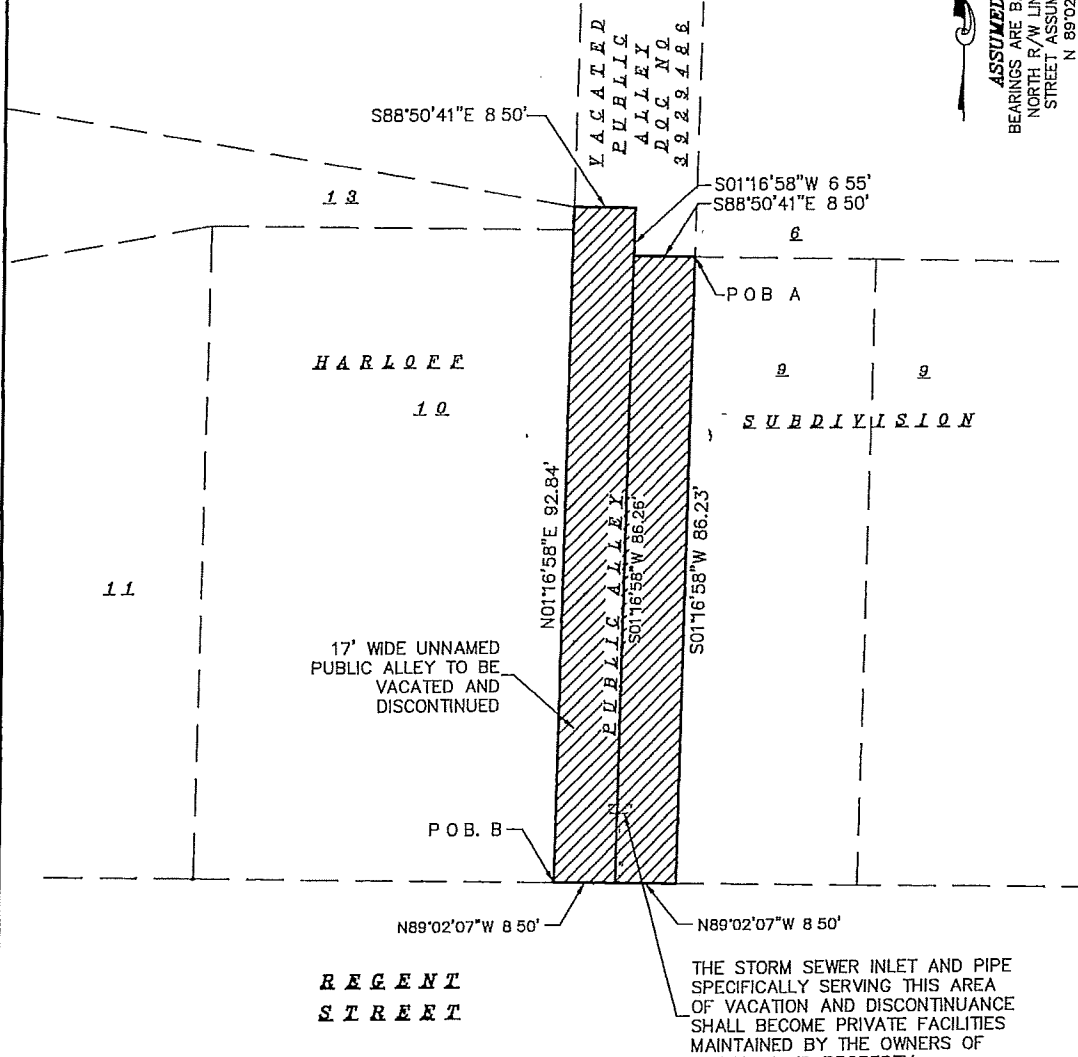 VACATED
PUBLIC
ALLEY
DOC NO
3929486
ASSUMED
BEARINGS ARE
NORTH R/W
STREET
N 89°02
S88°50'41"E 8 50'
S01°16'58"W 6 55'
S88°50'41"E 8 50'
13
6
POB A
HARLOFF
10
9
9
SUBDIVISION
N01°16'58"E 92.84'
PUBLIC ALLEY
S01°16'58"W 86.26'
S01°16'58"W 86.23'
11
17' WIDE UNNAMED
PUBLIC ALLEY TO BE
VACATED AND
DISCONTINUED
POB. B
N89°02'07"W 8 50'
N89°02'07"W 8 50'
REGENT
STREET
THE STORM SEWER INLET AND PIPE
SPECIFICALLY SERVING THIS AREA
OF VACATION AND DISCONTINUANCE
SHALL BECOME PRIVATE FACILITIES
MAINTAINED BY THE OWNERS OF